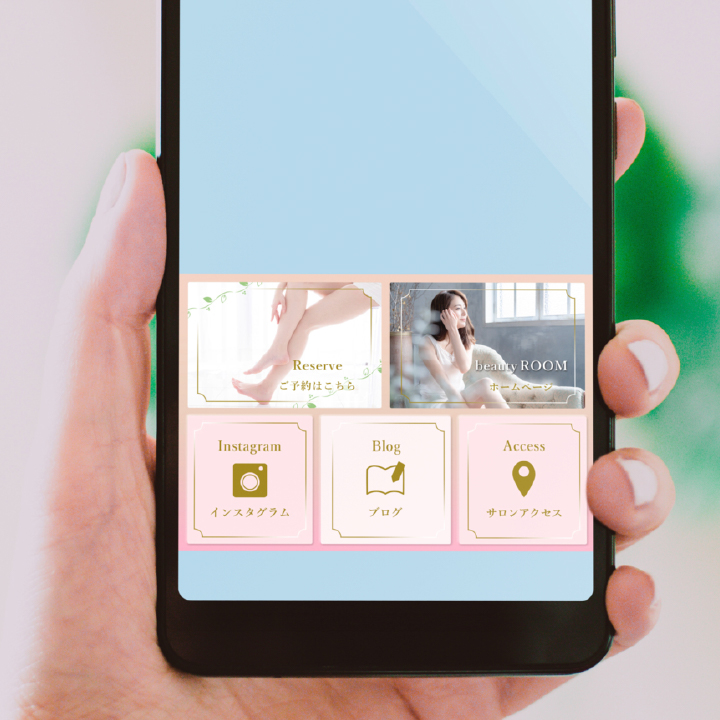 Reserve
ご予約はこちら
beauty ROOM
ホームページ
Instagram
インスタグラム
Blog
ブログ
Access
サロンアクセス